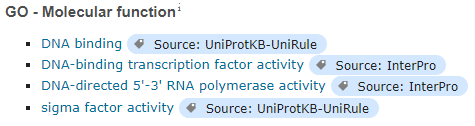 GO - Molecular functionⁱ
DNA binding Source: UniProtKB-UniRule
DNA-binding transcription factor activity Source: InterPro
DNA-directed 5'-3' RNA polymerase activity Source: InterPro
sigma factor activity Source: UniProtKB-UniRule